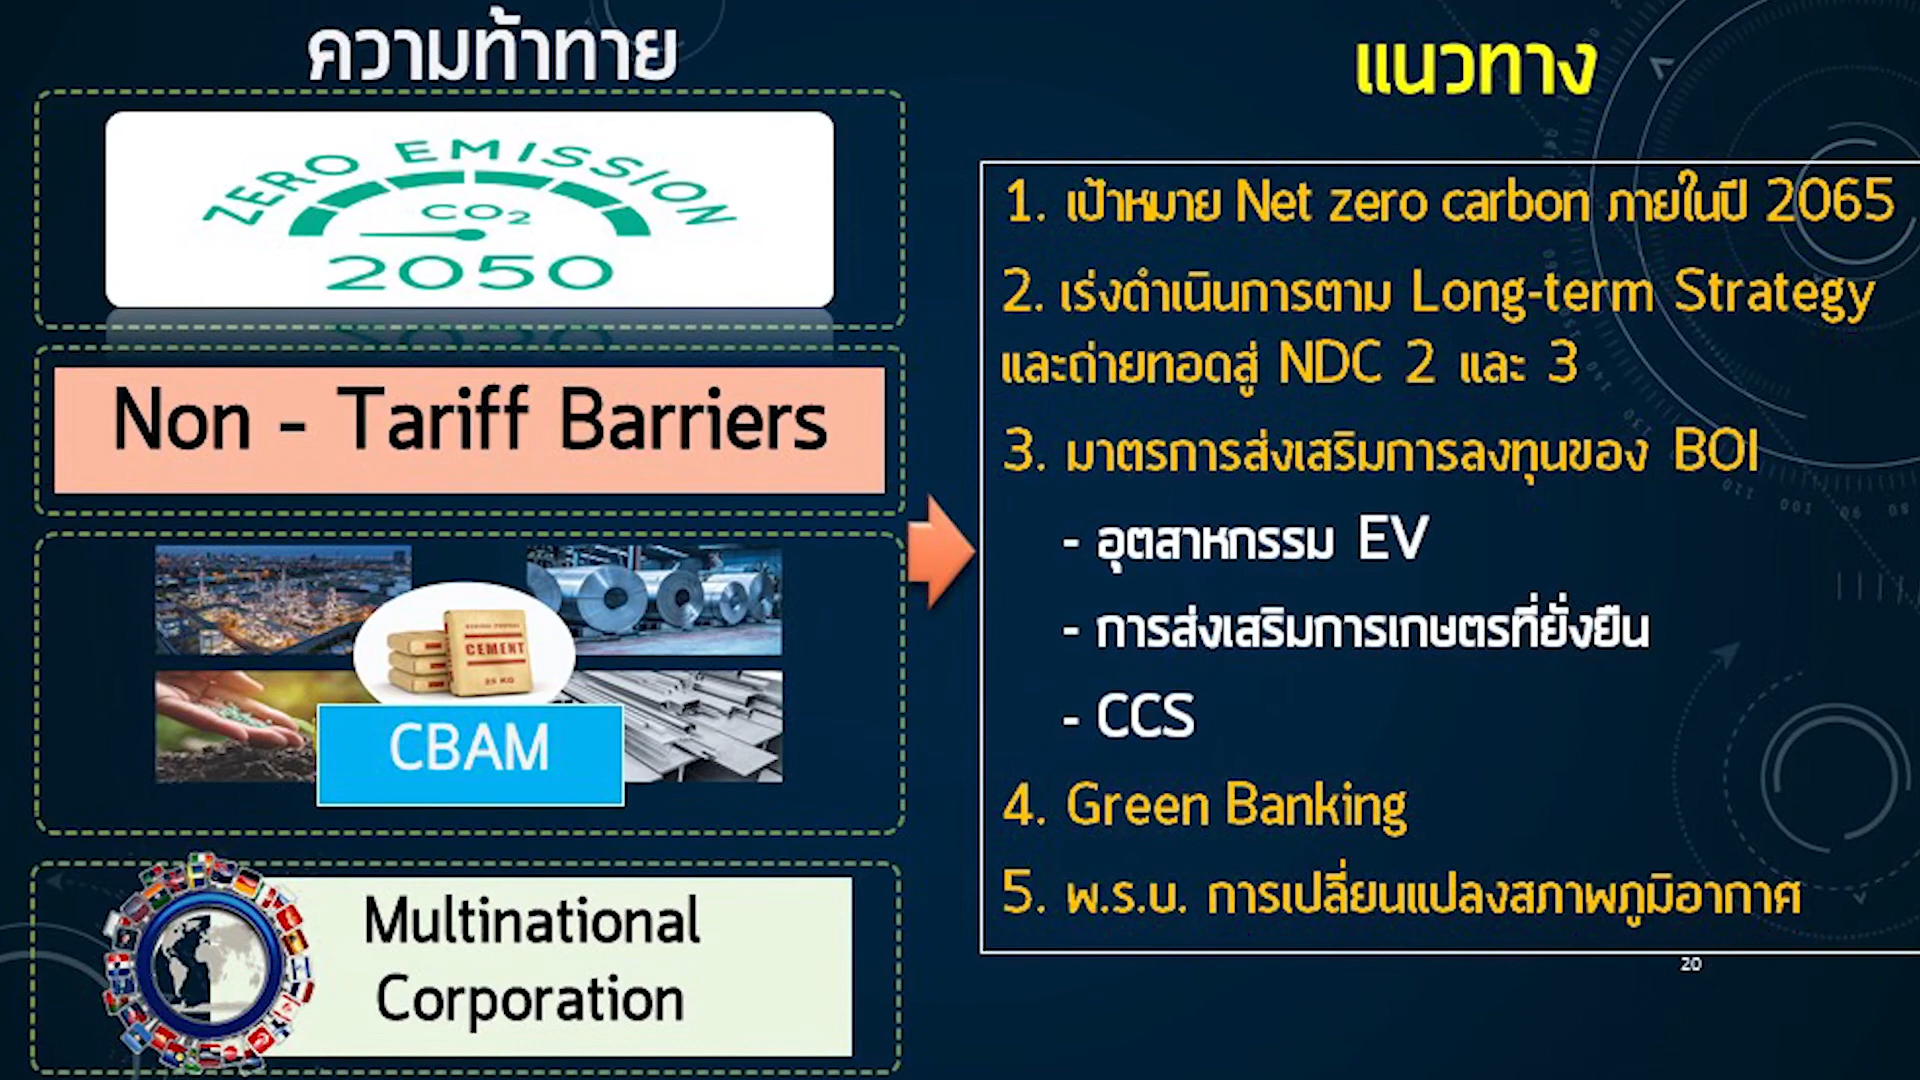 ความท้าทาย
ZERO EMISSION
CO2
2050
Non - Tariff Barriers
CEMENT
25 KG
CBAM
Multinational
Corporation
แนวทาง
1. เป้าหมาย Net zero carbon ภายในปี 2065
2. เร่งดำเนินการตาม Long-term Strategy
และถ่ายทอดสู่ NDC 2 และ 3
3. มาตรการส่งเสริมการลงทุนของ BOI
- อุตสาหกรรม EV
- การส่งเสริมการเกษตรที่ยั่งยืน
- CCS
4. Green Banking
5. พ.ร.บ. การเปลี่ยนแปลงสภาพภูมิอากาศ
20